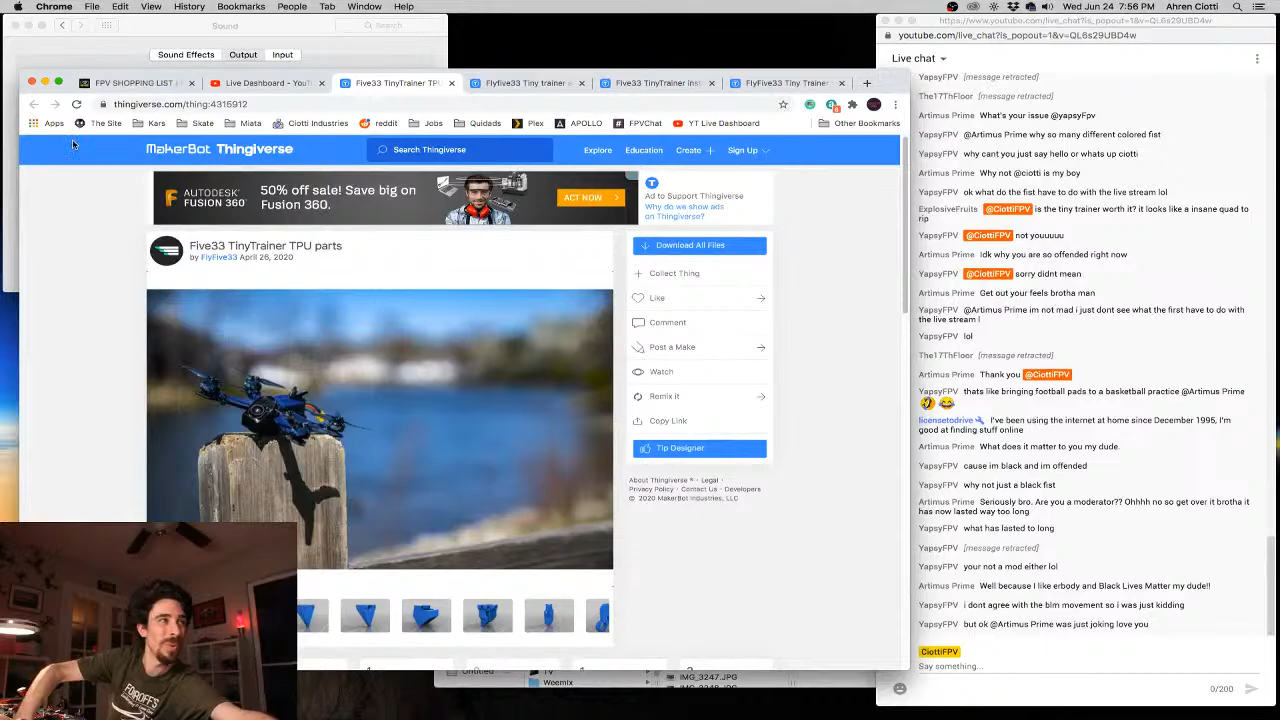 Chrome File Edit View History Bookmarks People Tab Window Help
Wed Jun 24 7:56 PM Ahren Ciotti
Search
Sound Effects Output Input
FPV SHOPPING LIST /
Live Dashboard - YouT
Five33 TinyTrainer TPU
Flyfive33 Tiny trainer a
Five33 TinyTrainer inst
FlyFive33 Tiny Trainer
thingiverse.com/thing:4315912
Apps The Site Kars Skate Miata Ciotti Industries reddit Jobs Quidads Plex APOLLO FPVChat YT Live Dashboard Other Bookmarks
MakerBot Thingiverse
Search Thingiverse
Explore Education Create Sign Up
AUTODESK
FUSION 360°
50% off sale! Save big on
Fusion 360.
ACT NOW
Ad to Support Thingiverse
Why do we show ads
on Thingiverse?
Five33 TinyTrainer TPU parts
by FlyFive33 April 26, 2020
Download All Files
Collect Thing
Like
Comment
Post a Make
Watch
Remix it
Copy Link
Tip Designer
About Thingiverse ® · Legal ·
Privacy Policy · Contact Us · Developers
© 2020 MakerBot Industries, LLC
Untitled
TV
Weemix
IMG_3247.JPG
IMG_3248.JPG
https://www.youtube.com/live_chat?is_popout=1&v=QL6s29UBD4w
youtube.com/live_chat?is_popout=1&v=QL6s29UBD4w
Live chat
YapsyFPV [message retracted]
The17ThFloor [message retracted]
Artimus Prime What's your issue @yapsyFpv
YapsyFPV @Artimus Prime why so many different colored fist
YapsyFPV why cant you just say hello or whats up ciotti
Artimus Prime Why not @ciotti is my boy
YapsyFPV ok what do the fist have to do with the live stream lol
ExplosiveFruits @CiottiFPV is the tiny trainer worth it?! looks like a insane quad to
rip
YapsyFPV @CiottiFPV not youuuuu
Artimus Prime Idk why you are so offended right now
YapsyFPV @CiottiFPV sorry didnt mean
Artimus Prime Get out your feels brotha man
YapsyFPV @Artimus Prime im not mad i just dont see what the first have to do with
the live stream l
YapsyFPV lol
The17ThFloor [message retracted]
Artimus Prime Thank you @CiottiFPV
YapsyFPV thats like bringing football pads to a basketball practice @Artimus Prime
🤣 😂
licensetodrive I've been using the internet at home since December 1995, I'm
good at finding stuff online
Artimus Prime What does it matter to you my dude.
YapsyFPV cause im black and im offended
YapsyFPV why not just a black fist
Artimus Prime Seriously bro. Are you a moderator?? Ohhhh no so get over it brotha it
has now lasted way too long
YapsyFPV what has lasted to long
YapsyFPV [message retracted]
YapsyFPV your not a mod either lol
Artimus Prime Well because I like erbody and Black Lives Matter my dude!!
YapsyFPV i dont agree with the blm movement so i was just kidding
YapsyFPV but ok @Artimus Prime was just joking love you
CiottiFPV
Say something...
0/200